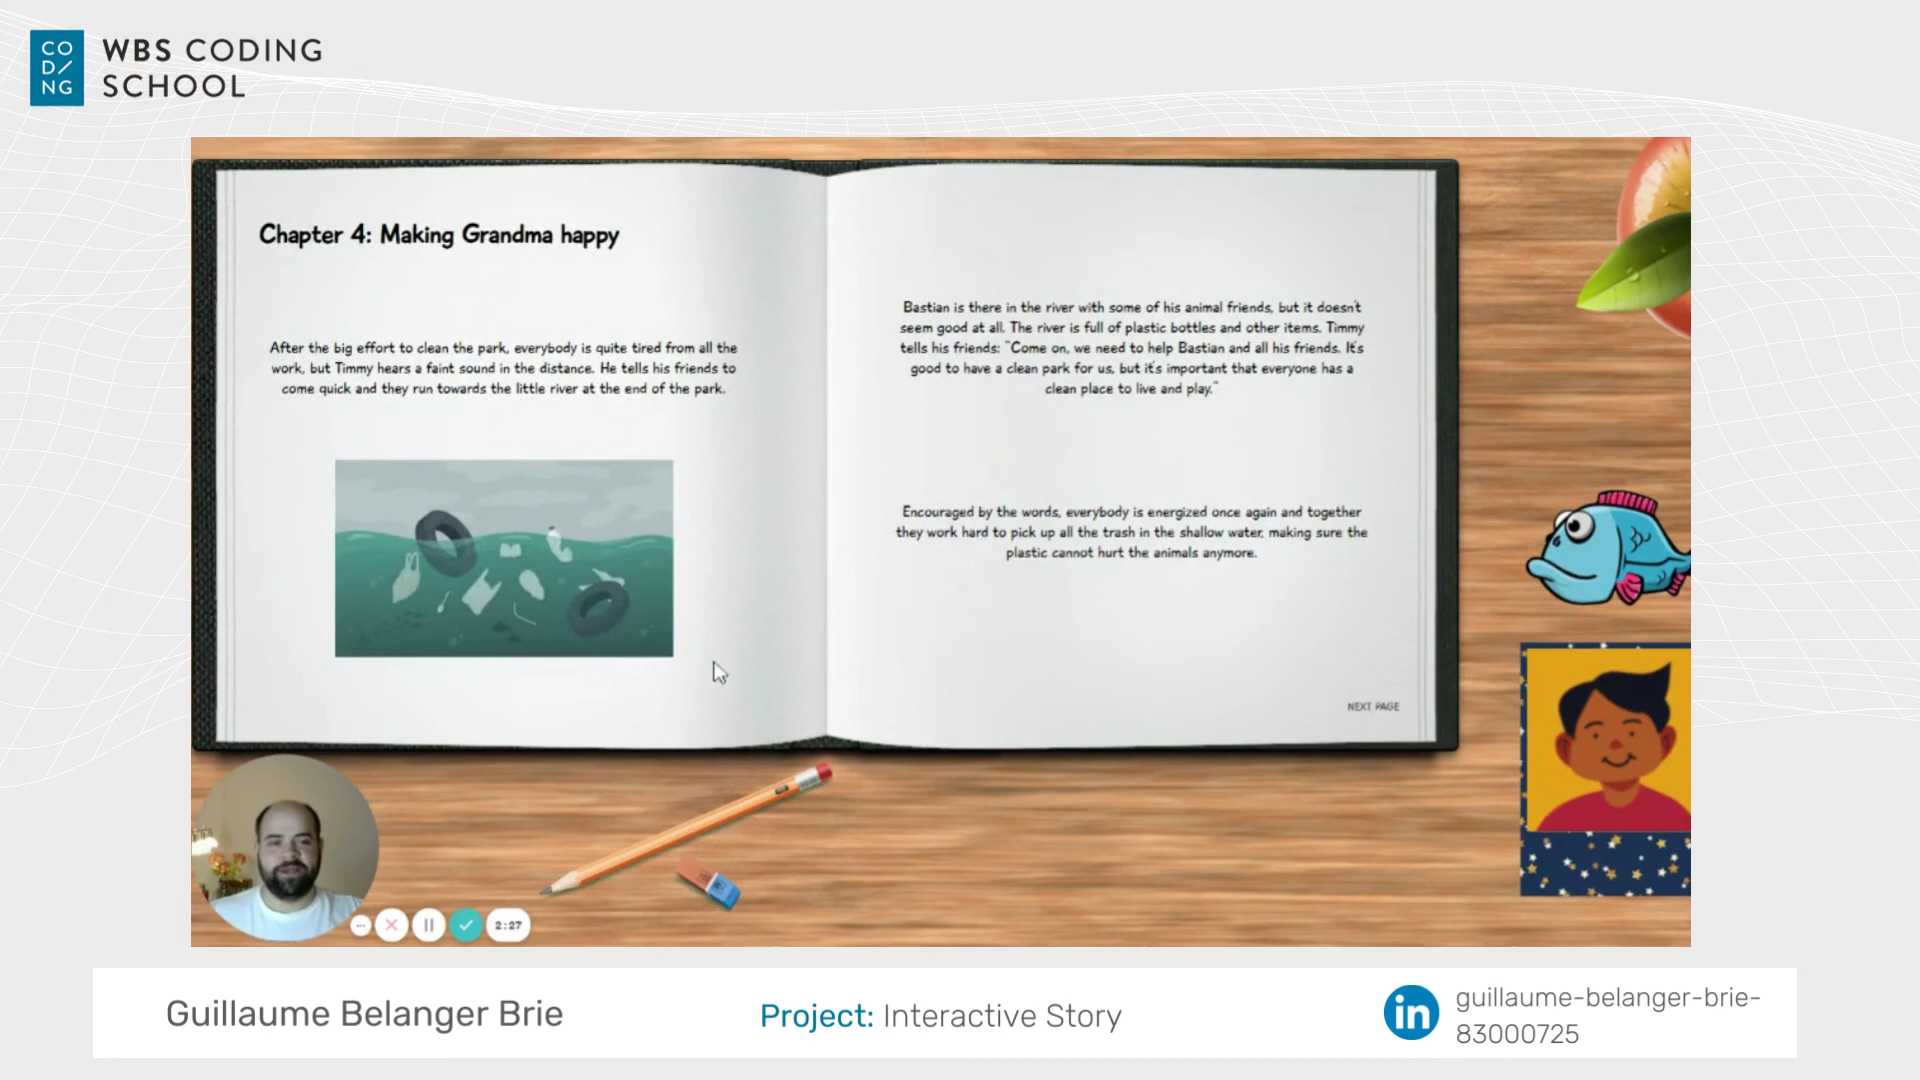 CO
D/
NG
WBS CODING
SCHOOL
Chapter 4: Making Grandma happy
After the big effort to clean the park, everybody is quite tired from all the
work, but Timmy hears a faint sound in the distance. He tells his friends to
come quick and they run towards the little river at the end of the park.
Bastian is there in the river with some of his animal friends, but it doesn't
seem good at all. The river is full of plastic bottles and other items. Timmy
tells his friends: "Come on, we need to help Bastian and all his friends. It's
good to have a clean park for us, but it's important that everyone has a
clean place to live and play."
Encouraged by the words, everybody is energized once again and together
they work hard to pick up all the trash in the shallow water, making sure the
plastic cannot hurt the animals anymore.
NEXT PAGE
2:27
Guillaume Belanger Brie
Project: Interactive Story
in
guillaume-belanger-brie-
83000725